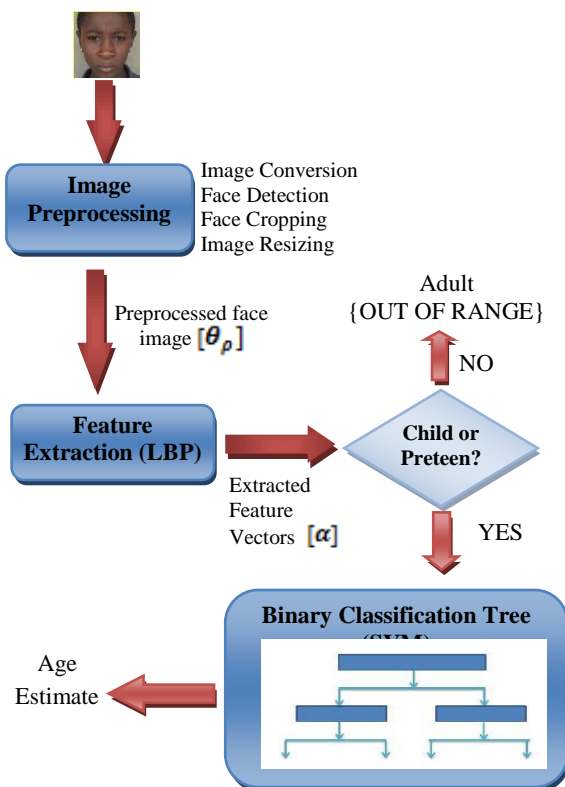 Image
Preprocessing
Image Conversion
Face Detection
Face Cropping
Image Resizing
Preprocessed face
image [θρ]
Adult
{OUT OF RANGE}
NO
Feature
Extraction (LBP)
Child or
Preteen?
Extracted
Feature
Vectors [α]
YES
Binary Classification Tree
(SVM)
Age
Estimate